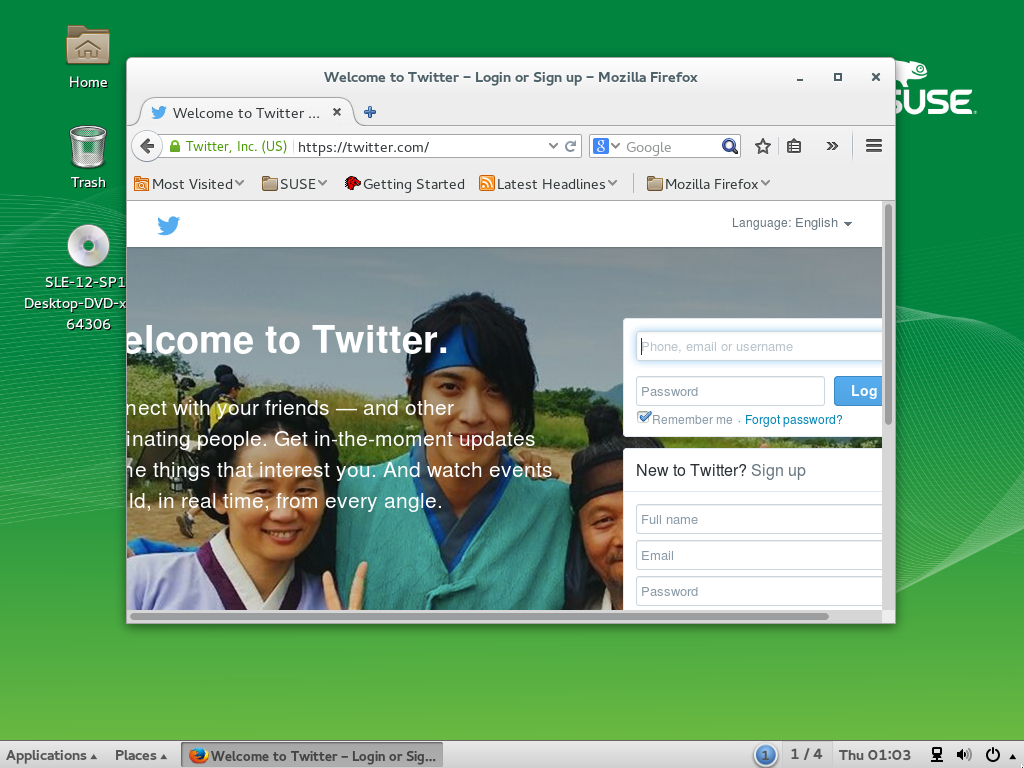 Home
Trash
SLE-12-SP1
Desktop-DVD-x
64306
SUSE
Welcome to Twitter – Login or Sign up – Mozilla Firefox
Welcome to Twitter ...
Twitter, Inc. (US)
https://twitter.com/
8
Google
Most Visited
SUSE
Getting Started
Latest Headlines
Mozilla Firefox
Language: English
elcome to Twitter.
nect with your friends — and other
inating people. Get in-the-moment updates
he things that interest you. And watch events
ld, in real time, from every angle.
Phone, email or username
Password
Log
Remember me · Forgot password?
New to Twitter? Sign up
Full name
Email
Password
Applications
Places
Welcome to Twitter – Login or Sig...
1
1 / 4
Thu 01:03